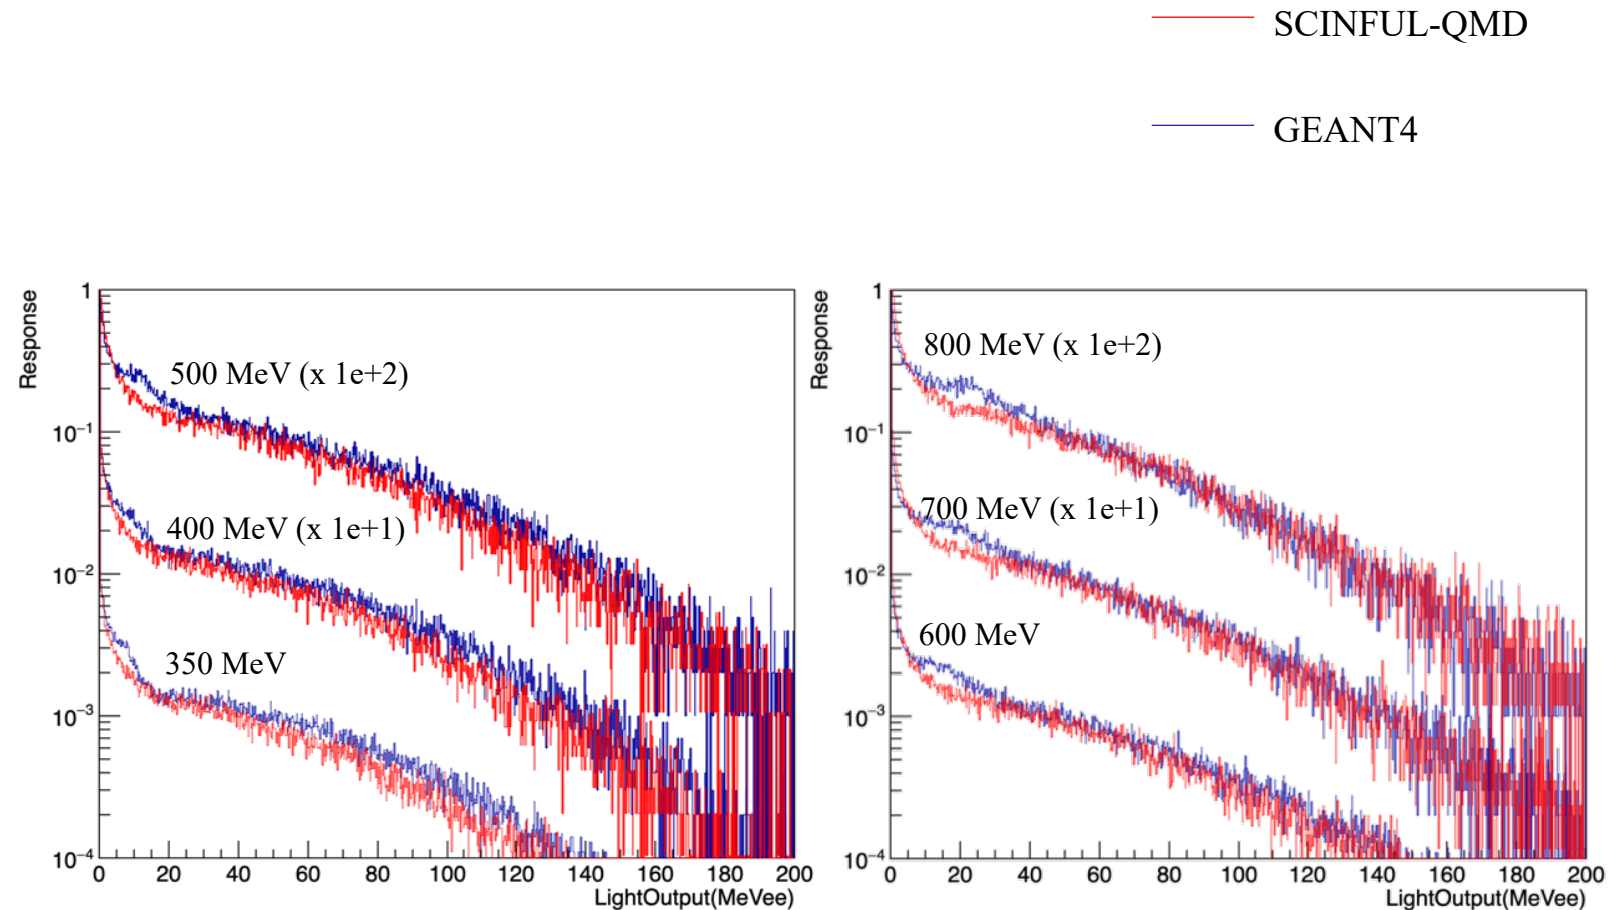 SCINFUL-QMD
GEANT4
Response
1
10⁻¹
10⁻²
10⁻³
10⁻⁴
500 MeV (x 1e+2)
400 MeV (x 1e+1)
350 MeV
0 20 40 60 80 100 120 140 160 180 200
LightOutput(MeVee)
Response
1
10⁻¹
10⁻²
10⁻³
10⁻⁴
800 MeV (x 1e+2)
700 MeV (x 1e+1)
600 MeV
0 20 40 60 80 100 120 140 160 180 200
LightOutput(MeVee)